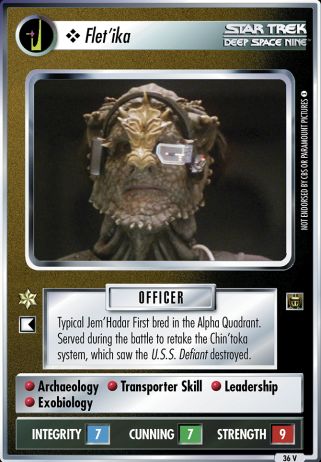 ❖ Flet'ika
STAR TREK
DEEP SPACE NINE™
NOT ENDORSED BY CBS OR PARAMOUNT PICTURES
OFFICER
Typical Jem'Hadar First bred in the Alpha Quadrant.
Served during the battle to retake the Chin'toka
system, which saw the U.S.S. Defiant destroyed.
Archaeology Transporter Skill Leadership
Exobiology
INTEGRITY 7 CUNNING 7 STRENGTH 9
36 V